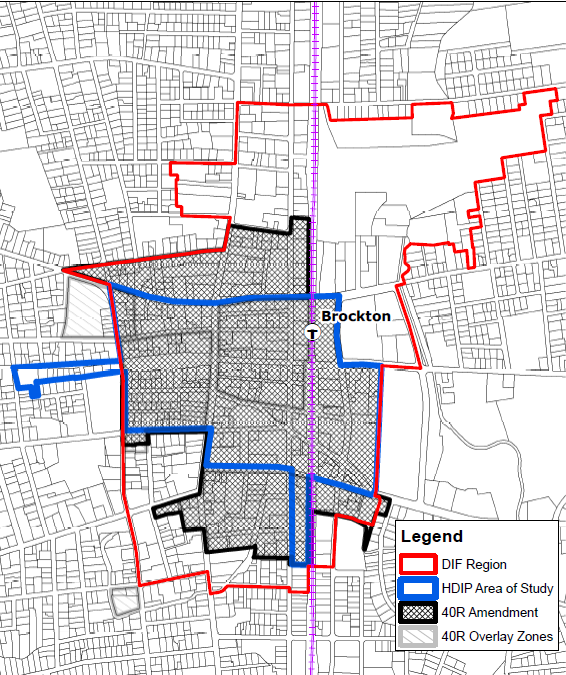 Brockton
T
Legend
DIF Region
HDIP Area of Study
40R Amendment
40R Overlay Zones